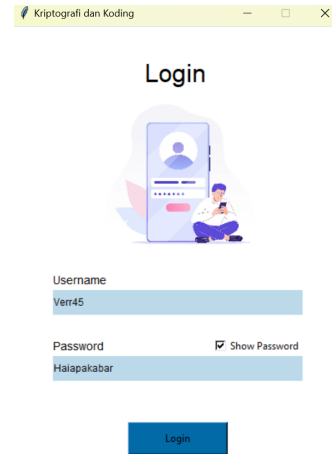 Kriptografi dan Koding
Login
Username
Verr45
Password
Show Password
Haiapakabar
Login